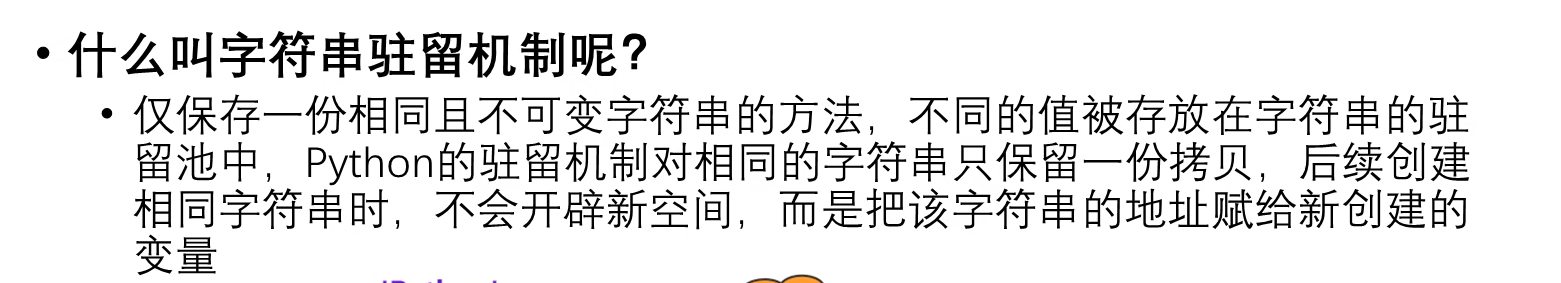 • 什么叫字符串驻留机制呢?
• 仅保存一份相同且不可变字符串的方法，不同的值被存放在字符串的驻
留池中，Python的驻留机制对相同的字符串只保留一份拷贝，后续创建
相同字符串时，不会开辟新空间，而是把该字符串的地址赋给新创建的
变量